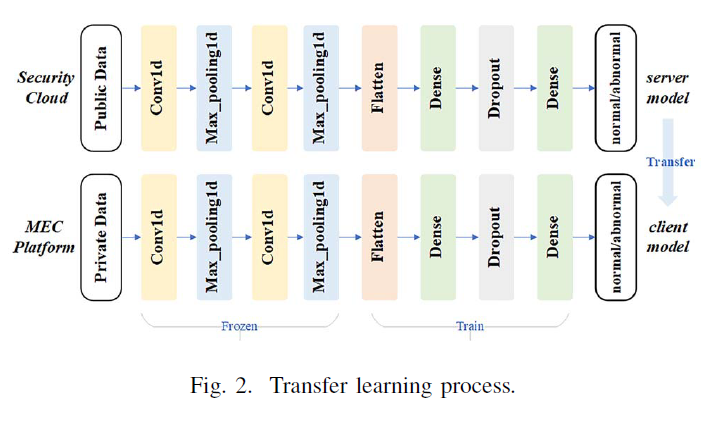 Security
Cloud
Public Data
Conv1d
Max_pooling1d
Conv1d
Max_pooling1d
Flatten
Dense
Dropout
Dense
normal/abnormal
server
model
Transfer
MEC
Platform
Private Data
Conv1d
Max_pooling1d
Conv1d
Max_pooling1d
Flatten
Dense
Dropout
Dense
normal/abnormal
client
model
Frozen
Train
Fig. 2. Transfer learning process.